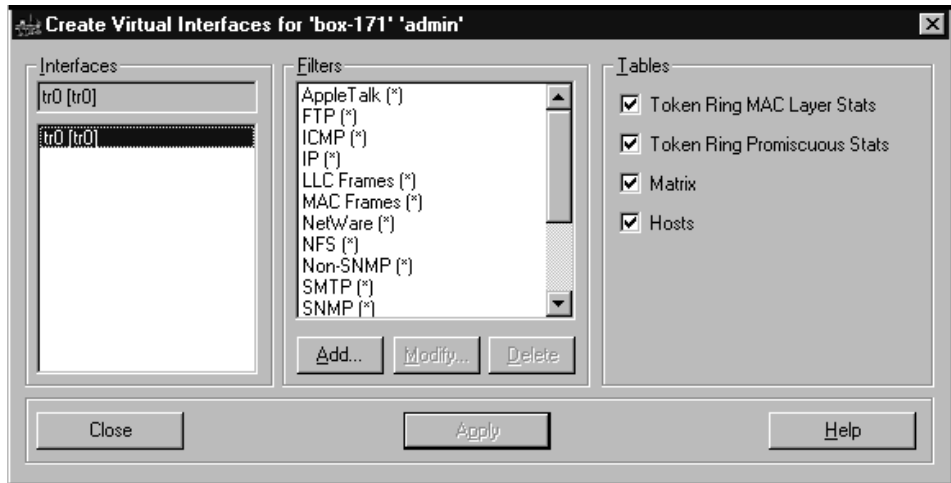 Create Virtual Interfaces for 'box-171' 'admin'
Interfaces
tr0 [tr0]
tr0 [tr0]
Filters
AppleTalk (*)
FTP (*)
ICMP (*)
IP (*)
LLC Frames (*)
MAC Frames (*)
NetWare (*)
NFS (*)
Non-SNMP (*)
SMTP (*)
SNMP (*)
Add...
Modify...
Delete
Tables
Token Ring MAC Layer Stats
Token Ring Promiscuous Stats
Matrix
Hosts
Close
Apply
Help